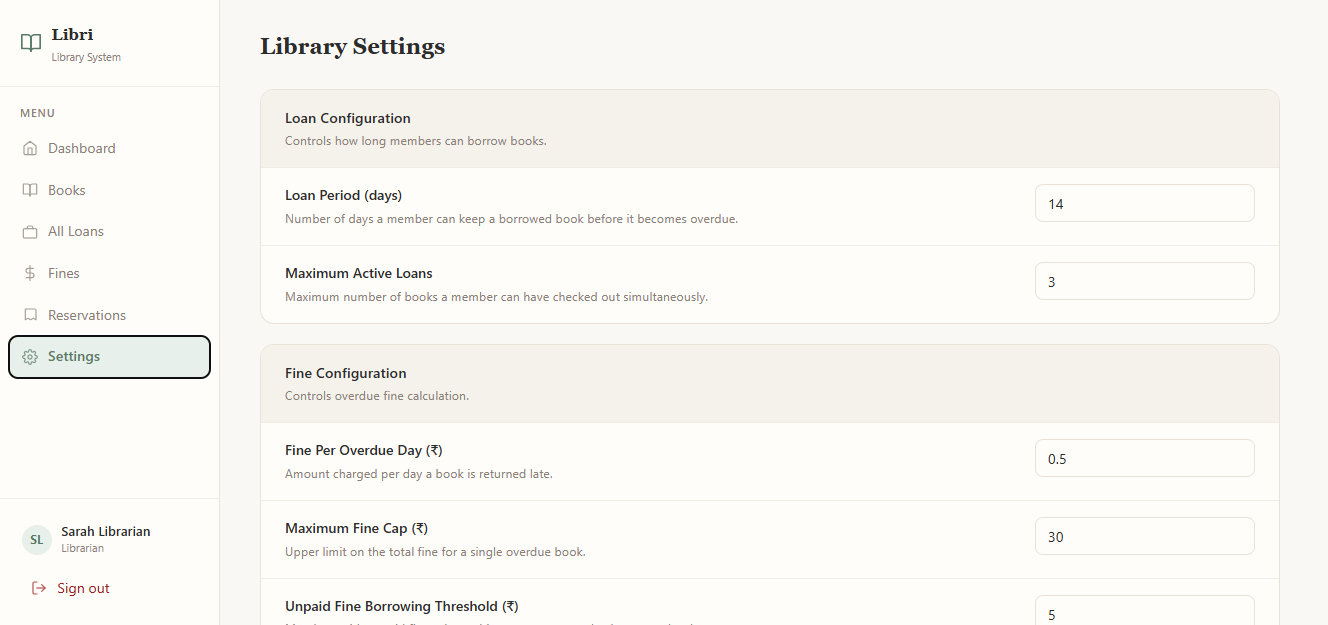 Libri
Library System
MENU
Dashboard
Books
All Loans
Fines
Reservations
Settings
SL
Sarah Librarian
Librarian
Sign out
Library Settings
Loan Configuration
Controls how long members can borrow books.
Loan Period (days)
14
Number of days a member can keep a borrowed book before it becomes overdue.
Maximum Active Loans
3
Maximum number of books a member can have checked out simultaneously.
Fine Configuration
Controls overdue fine calculation.
Fine Per Overdue Day (₹)
0.5
Amount charged per day a book is returned late.
Maximum Fine Cap (₹)
30
Upper limit on the total fine for a single overdue book.
Unpaid Fine Borrowing Threshold (₹)
5